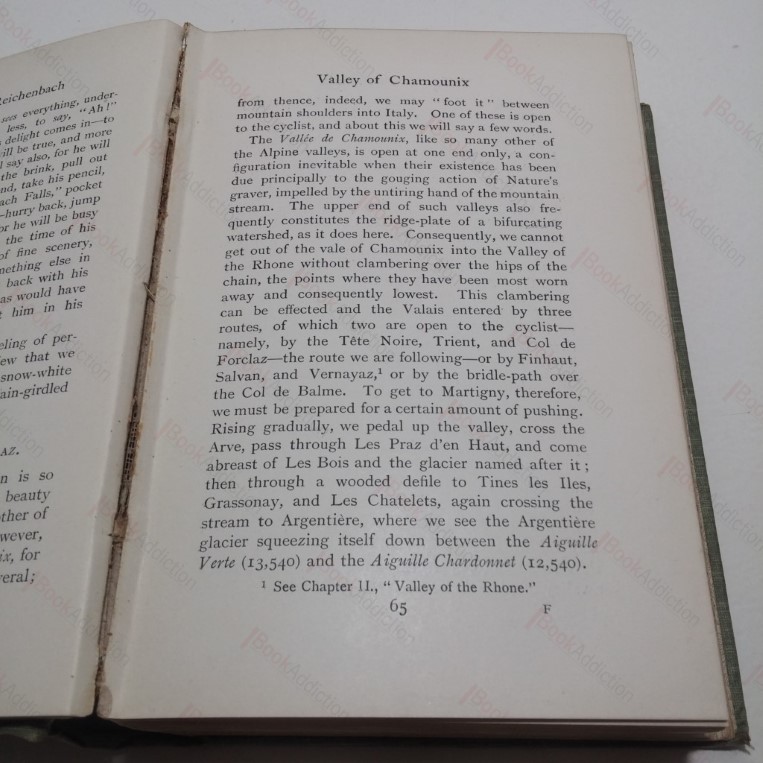 Reichenbach
sees everything, under-
less, to say, "Ah!"
delight comes in—to
will be true, and more
l say also, for he will
the brink, pull out
nd, take his pencil,
ach Falls," pocket
—hurry back, jump
or he will be busy
the time of his
of fine scenery,
mething else in
back with his
as would have
t him in his
eling of per-
few that we
snow-white
ain-girdled
AZ.
n is so
beauty
other of
owever,
ix, for
veral;
Valley of Chamounix
from thence, indeed, we may "foot it" between
mountain shoulders into Italy. One of these is open
to the cyclist, and about this we will say a few words.
The Vallée de Chamounix, like so many other of
the Alpine valleys, is open at one end only, a con-
figuration inevitable when their existence has been
due principally to the gouging action of Nature's
graver, impelled by the untiring hand of the mountain
stream. The upper end of such valleys also fre-
quently constitutes the ridge-plate of a bifurcating
watershed, as it does here. Consequently, we cannot
get out of the vale of Chamounix into the Valley of
the Rhone without clambering over the hips of the
chain, the points where they have been most worn
away and consequently lowest. This clambering
can be effected and the Valais entered by three
routes, of which two are open to the cyclist—
namely, by the Tête Noire, Trient, and Col de
Forclaz—the route we are following—or by Finhaut,
Salvan, and Vernayaz,¹ or by the bridle-path over
the Col de Balme. To get to Martigny, therefore,
we must be prepared for a certain amount of pushing.
Rising gradually, we pedal up the valley, cross the
Arve, pass through Les Praz d'en Haut, and come
abreast of Les Bois and the glacier named after it;
then through a wooded defile to Tines les Iles,
Grassonay, and Les Chatelets, again crossing the
stream to Argentière, where we see the Argentière
glacier squeezing itself down between the Aiguille
Verte (13,540) and the Aiguille Chardonnet (12,540).
¹ See Chapter II., "Valley of the Rhone."
65 F
BookAddiction